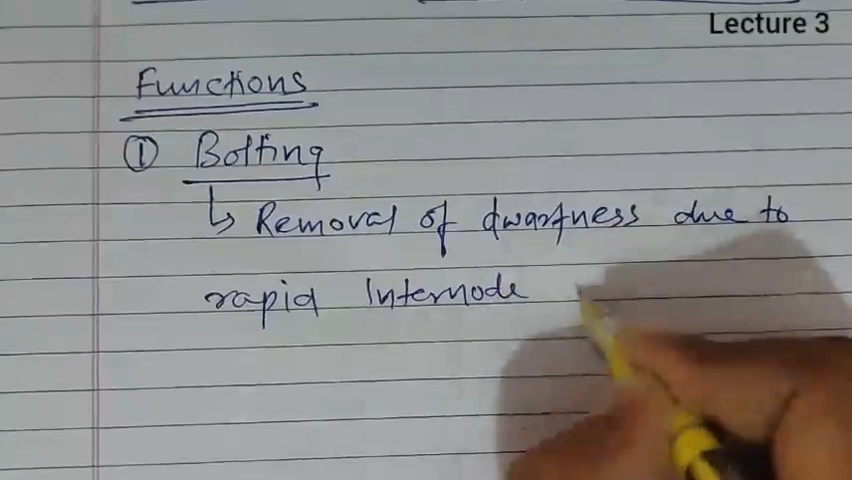 Lecture 3
Functions
① Bolting
↳ Removal of dwarfness due to
rapid Internode